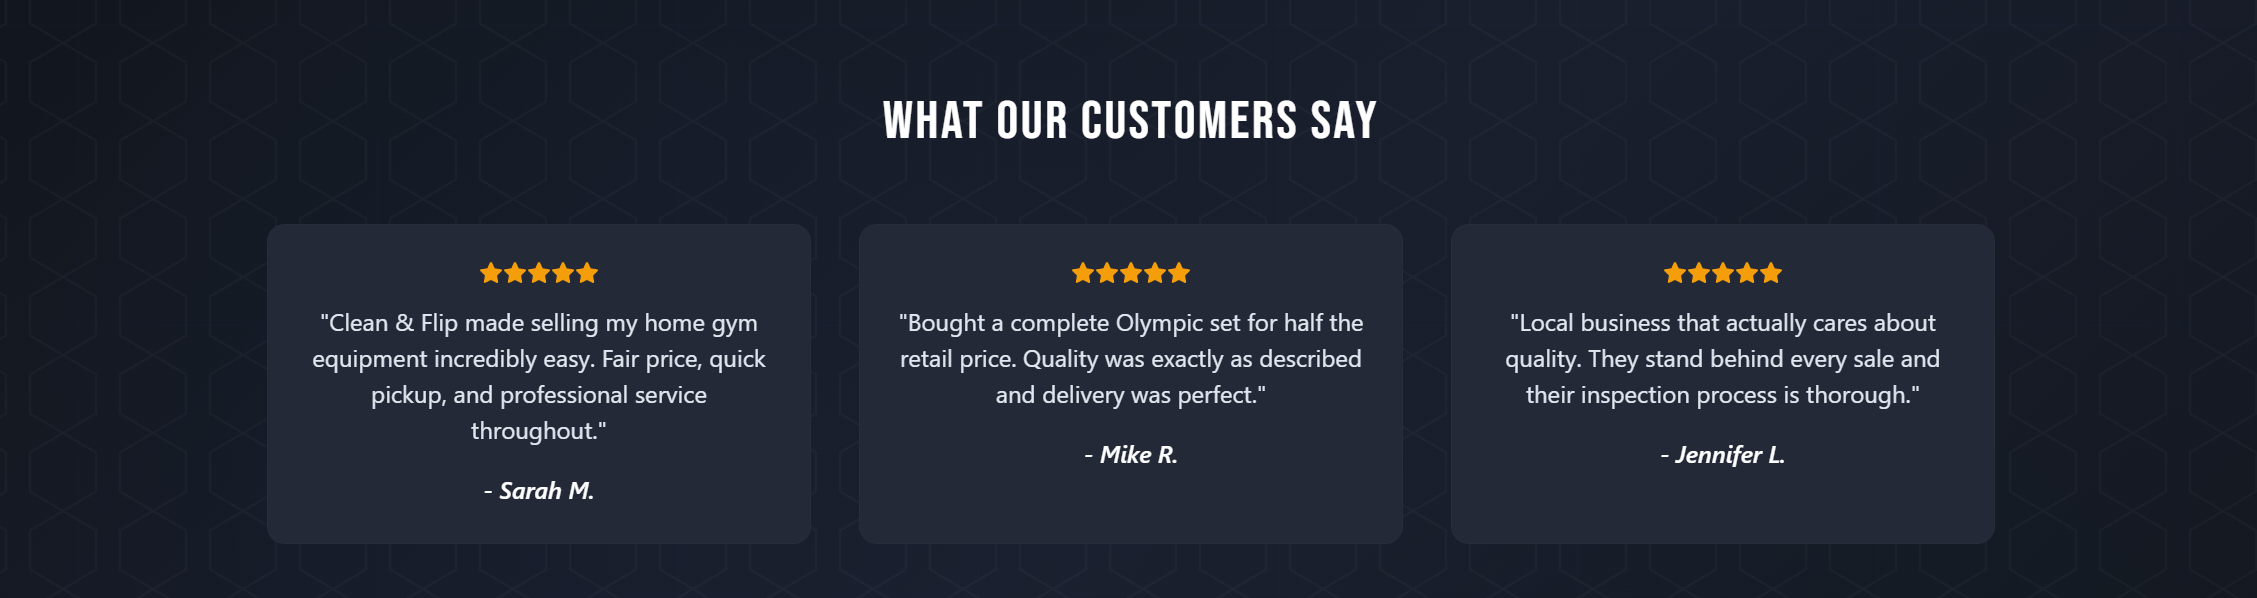 WHAT OUR CUSTOMERS SAY
"Clean & Flip made selling my home gym
equipment incredibly easy. Fair price, quick
pickup, and professional service
throughout."
- Sarah M.
"Bought a complete Olympic set for half the
retail price. Quality was exactly as described
and delivery was perfect."
- Mike R.
"Local business that actually cares about
quality. They stand behind every sale and
their inspection process is thorough."
- Jennifer L.